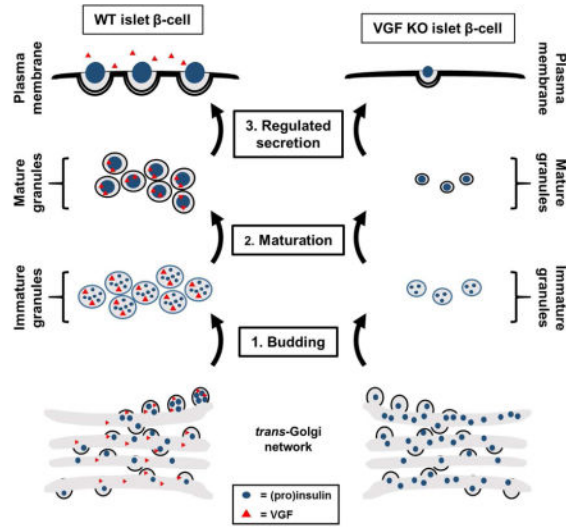 WT islet β-cell
VGF KO islet β-cell
Plasma
membrane
Plasma
membrane
3. Regulated
secretion
Mature
granules
Mature
granules
2. Maturation
Immature
granules
Immature
granules
1. Budding
trans-Golgi
network
= (pro)insulin
= VGF